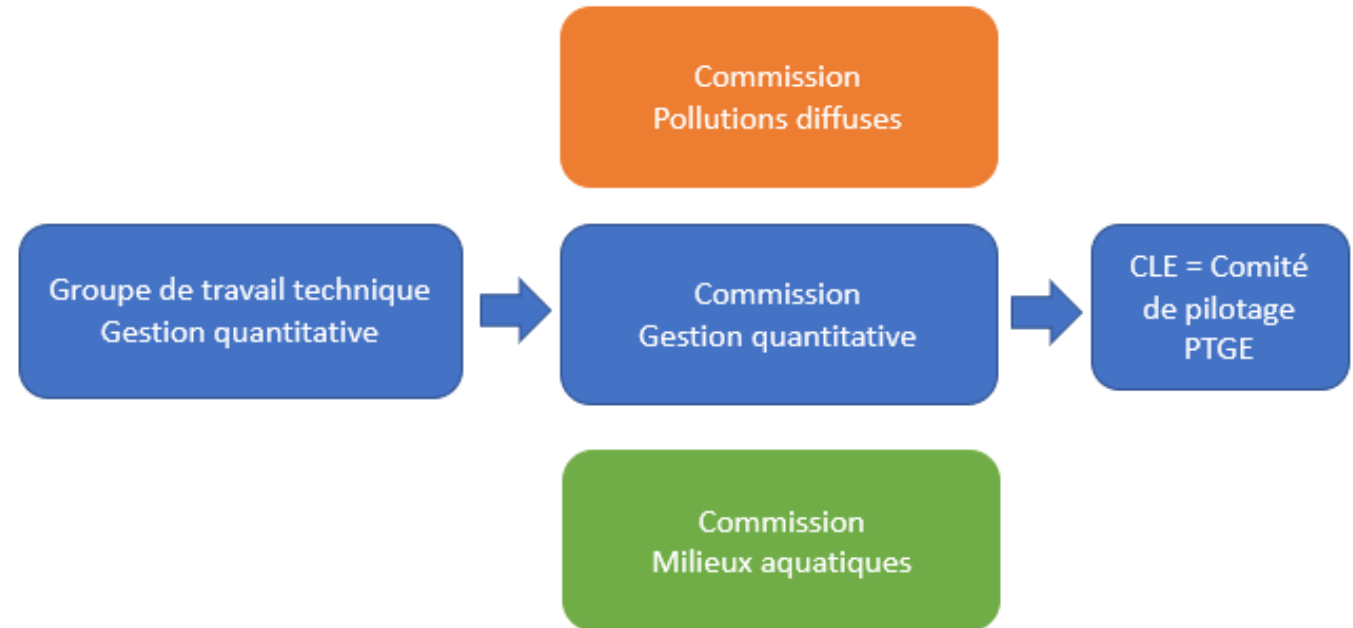 Commission
Pollutions diffuses
Groupe de travail technique
Gestion quantitative
Commission
Gestion quantitative
CLE = Comité
de pilotage
PTGE
Commission
Milieux aquatiques